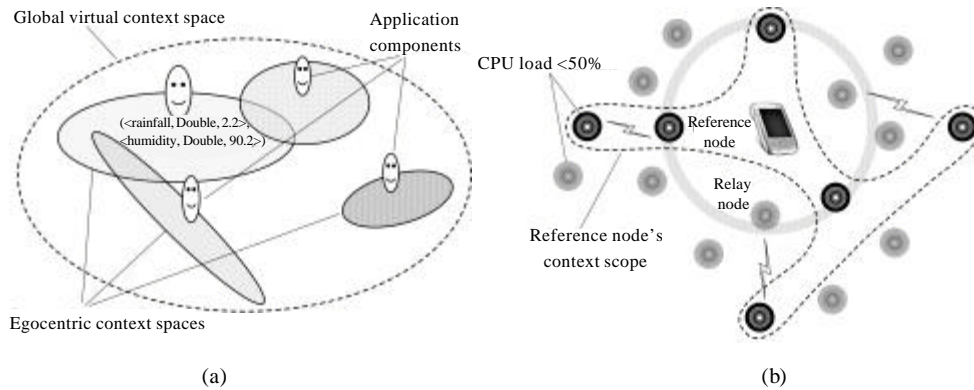 Global virtual context space
Application
components
(<rainfall, Double, 2.2>,
<humidity, Double, 90.2>)
Egocentric context spaces
(a)
CPU load <50%
Reference
node
Relay
node
Reference node's
context scope
(b)